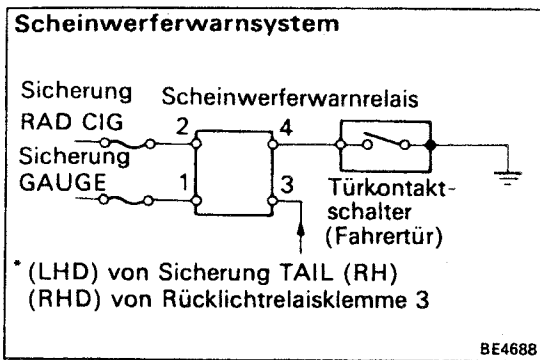 Scheinwerferwarnsystem
Sicherung Scheinwerferwarnrelais
RAD CIG 2 4
Sicherung
GAUGE 1 3 Türkontakt-
schalter
(Fahrertür)
* (LHD) von Sicherung TAIL (RH)
(RHD) von Rücklichtrelaisklemme 3
BE4688